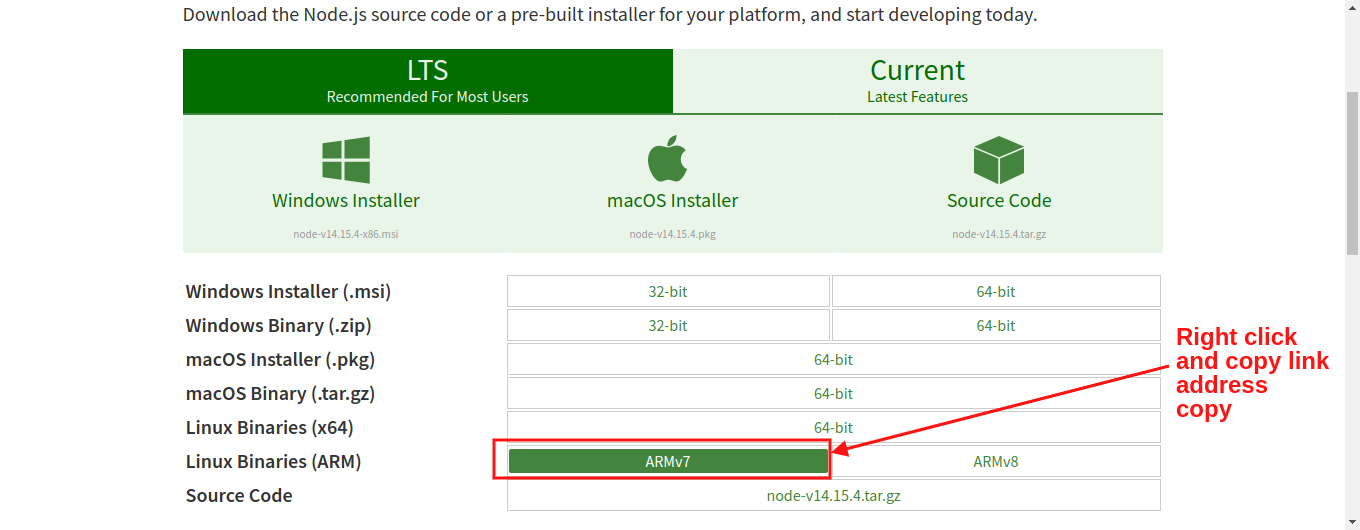 Download the Node.js source code or a pre-built installer for your platform, and start developing today.
LTS
Recommended For Most Users
Current
Latest Features
Windows Installer
node-v14.15.4-x86.msi
macOS Installer
node-v14.15.4.pkg
Source Code
node-v14.15.4.tar.gz
Windows Installer (.msi) 32-bit 64-bit
Windows Binary (.zip) 32-bit 64-bit
macOS Installer (.pkg) 64-bit
macOS Binary (.tar.gz) 64-bit
Linux Binaries (x64) 64-bit
Linux Binaries (ARM) ARMv7 ARMv8
Source Code node-v14.15.4.tar.gz
Right click
and copy link
address
copy